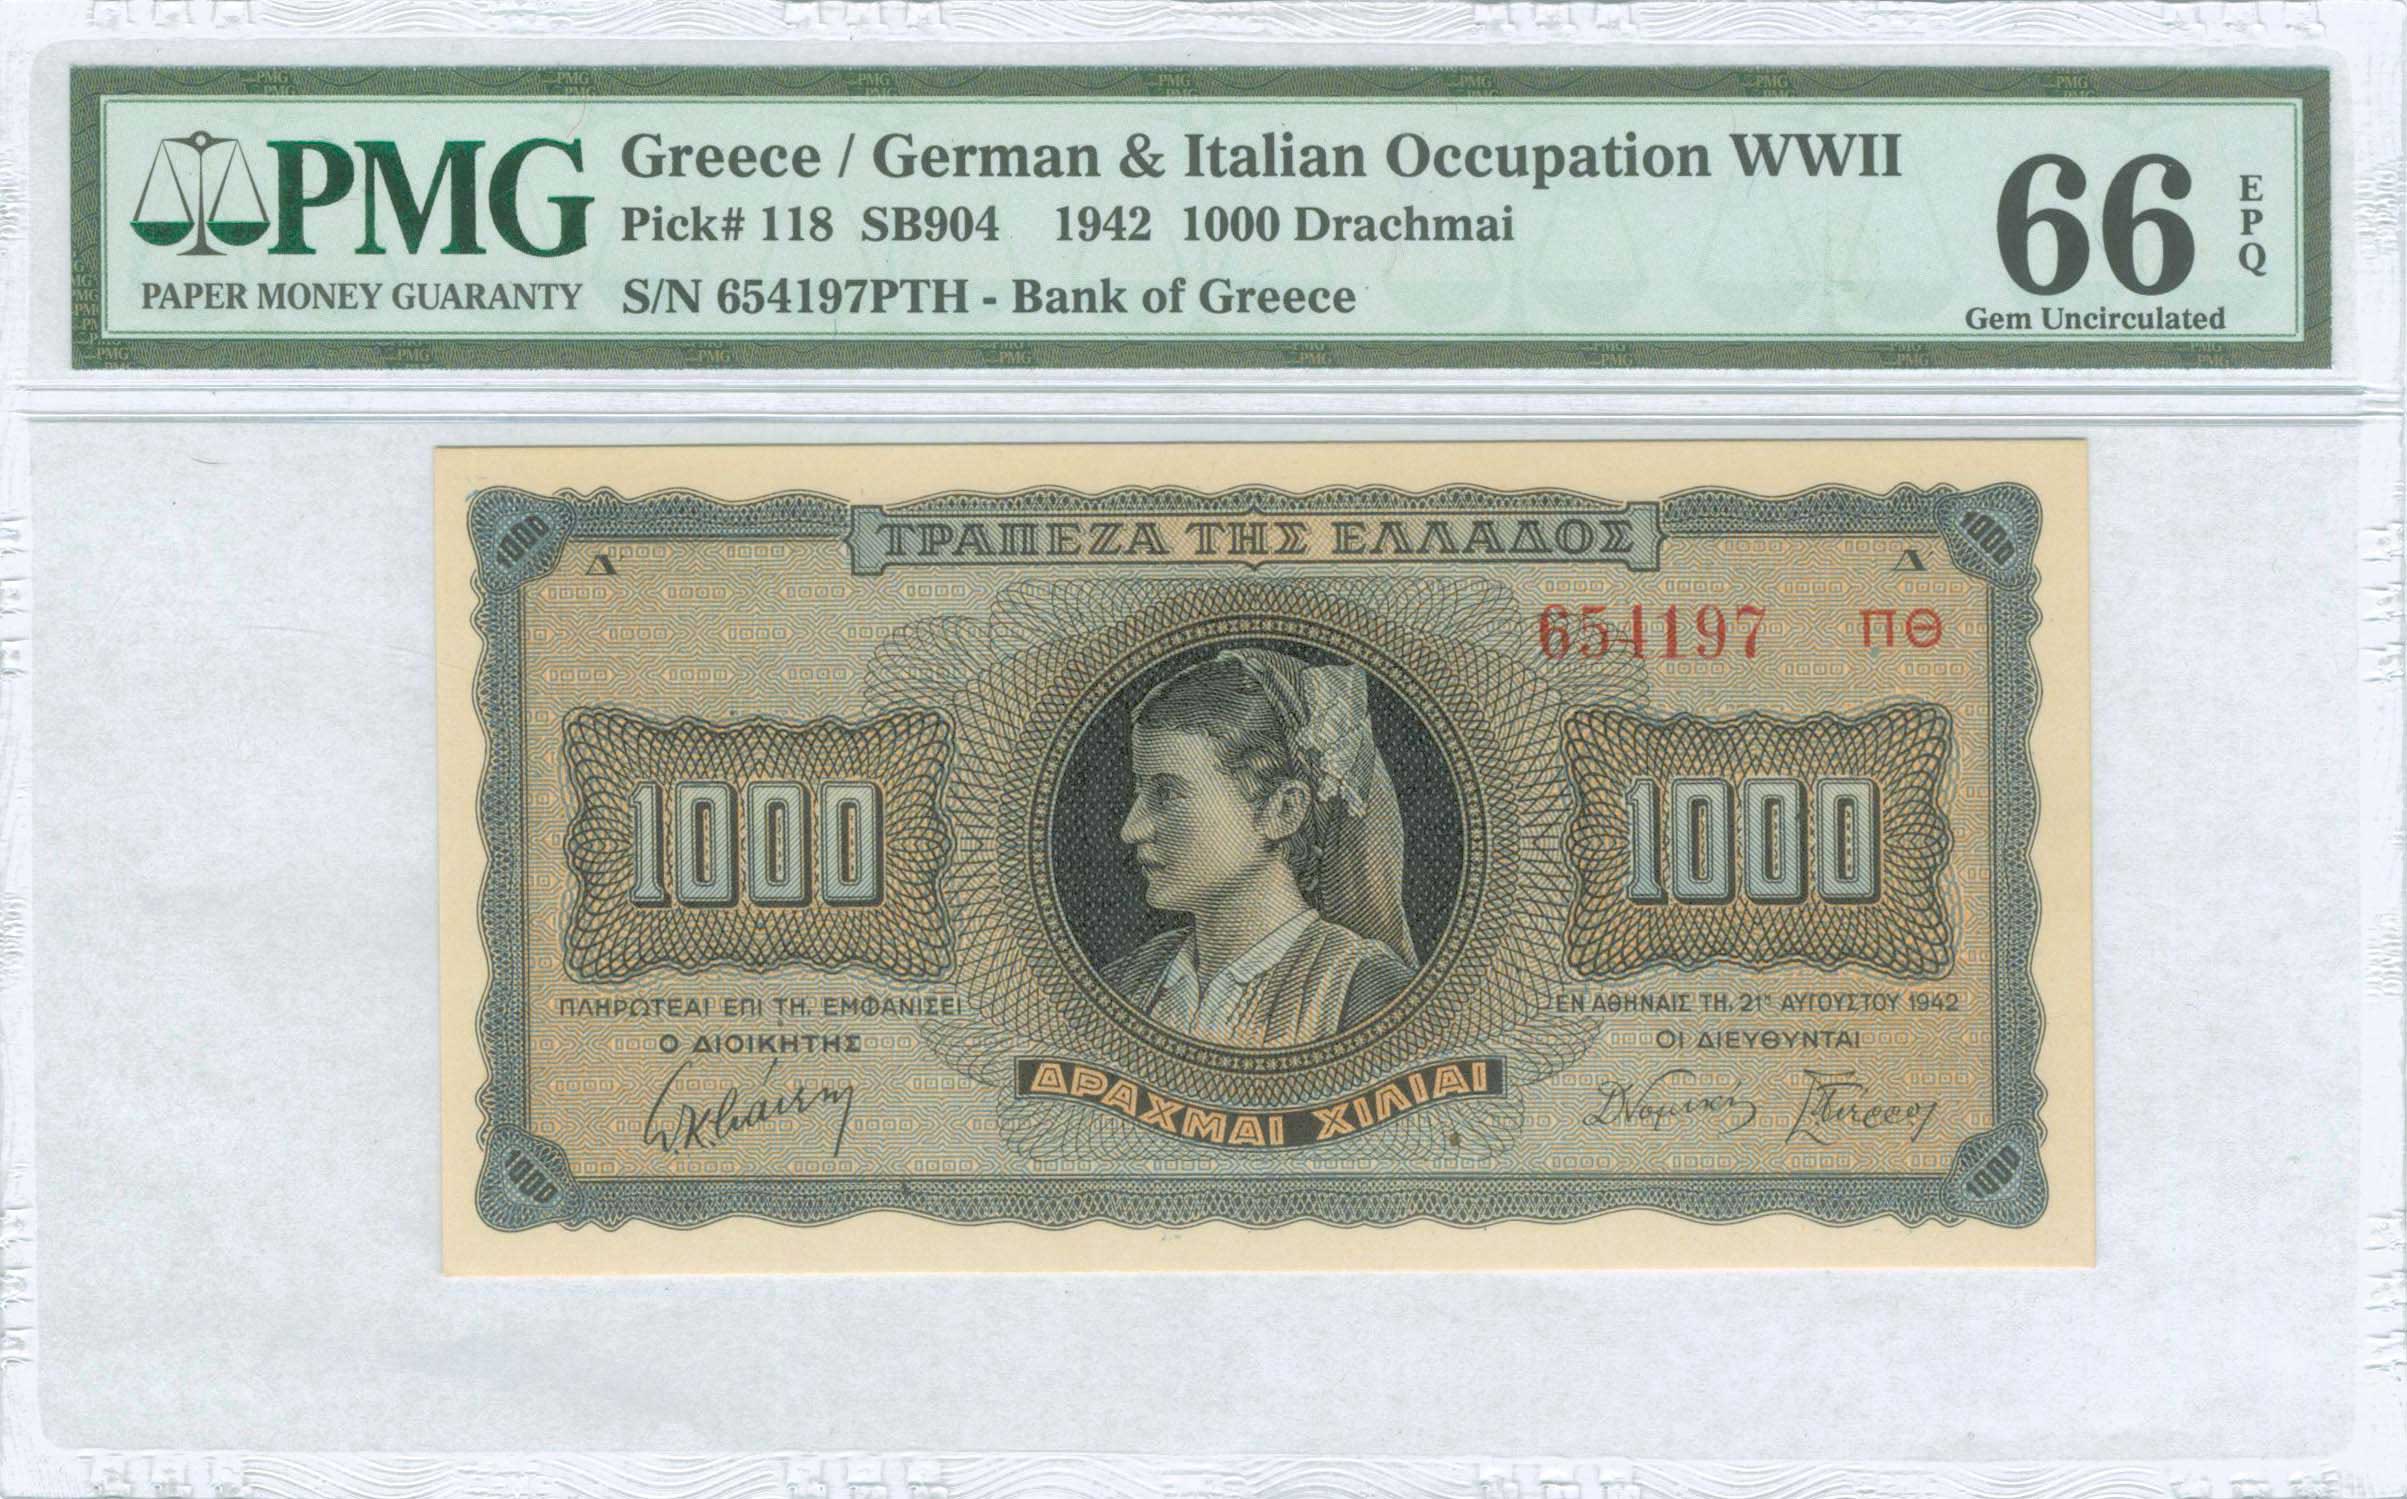 PMG
PAPER MONEY GUARANTY
Greece / German & Italian Occupation WWII
Pick# 118 SB904 1942 1000 Drachmai
S/N 654197PTH - Bank of Greece
66
EPQ
Gem Uncirculated
1000 ΤΡΑΠΕΖΑ ΤΗΣ ΕΛΛΑΔΟΣ 1000
Δ Δ
654197 ΠΘ
1000 1000
ΠΛΗΡΩΤΕΑΙ ΕΠΙ ΤΗ, ΕΜΦΑΝΙΣΕΙ
Ο ΔΙΟΙΚΗΤΗΣ
ΕΝ ΑΘΗΝΑΙΣ ΤΗ, 21ῃ ΑΥΓΟΥΣΤΟΥ 1942
ΟΙ ΔΙΕΥΘΥΝΤΑΙ
ΔΡΑΧΜΑΙ ΧΙΛΙΑΙ
1000 1000